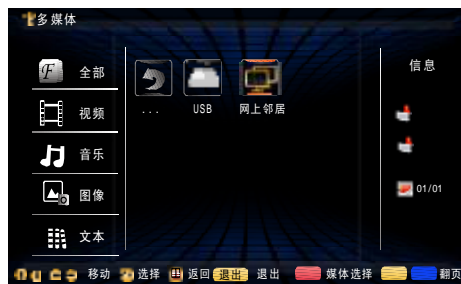 多媒体
全部
视频
音乐
图像
文本
... USB 网上邻居
信息
01/01
移动 选择 返回 退出 退出 媒体选择 翻页